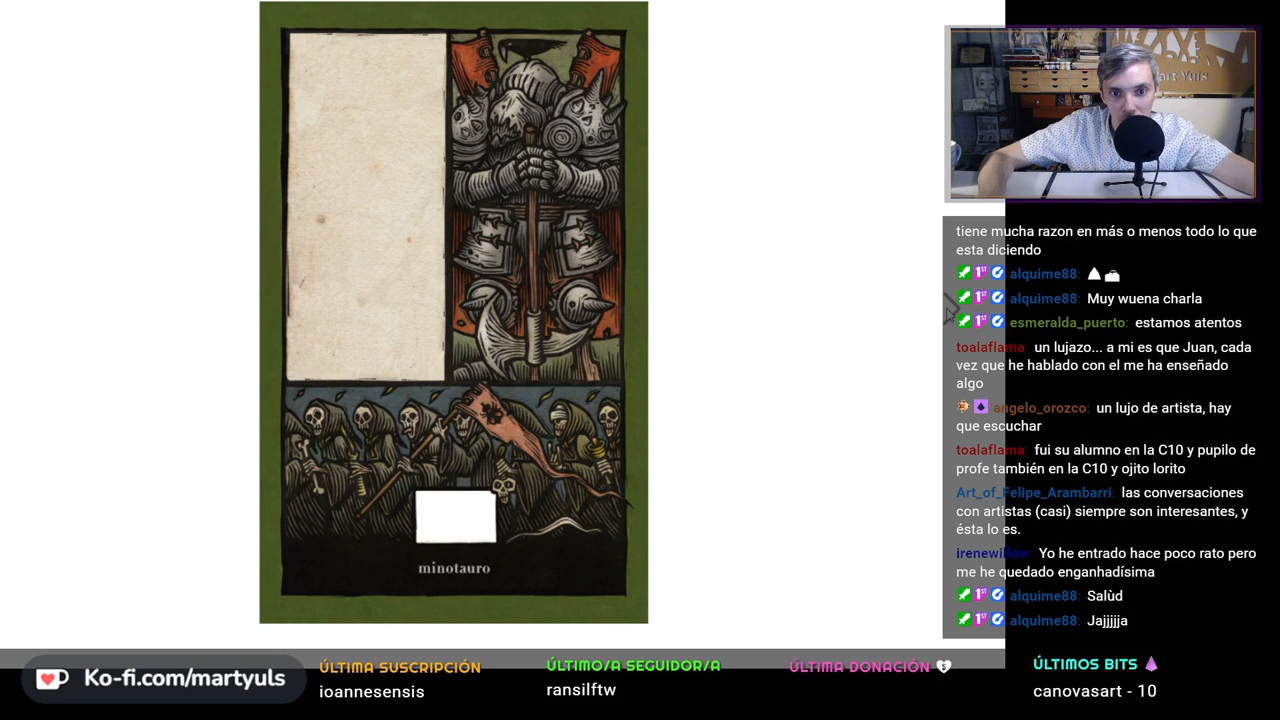 minotauro
art Yuls
tiene mucha razon en más o menos todo lo que
esta diciendo
alquime88:
alquime88: Muy wuena charla
esmeralda_puerto: estamos atentos
toalaflama: un lujazo... a mi es que Juan, cada
vez que he hablado con el me ha enseñado
algo
angelo_orozco: un lujo de artista, hay
que escuchar
toalaflama: fui su alumno en la C10 y pupilo de
profe también en la C10 y ojito lorito
Art_of_Felipe_Arambarri: las conversaciones
con artistas (casi) siempre son interesantes, y
ésta lo es.
irenewillow: Yo he entrado hace poco rato pero
me he quedado enganhadísima
alquime88: Salùd
alquime88: Jajjjjja
Ko-fi.com/martyuls
ÚLTIMA SUSCRIPCIÓN
ioannesensis
ÚLTIMO/A SEGUIDOR/A
ransilftw
ÚLTIMA DONACIÓN
ÚLTIMOS BITS
canovasart - 10